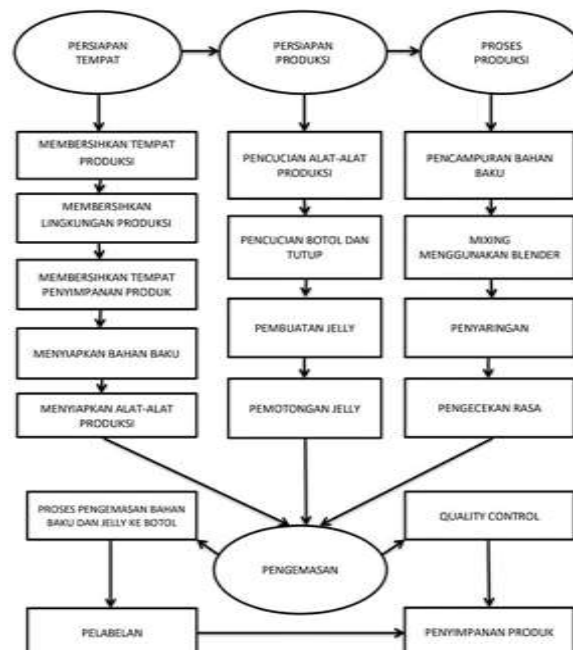 PERSIAPAN
TEMPAT
PERSIAPAN
PRODUKSI
PROSES
PRODUKSI
MEMBERSIHKAN TEMPAT
PRODUKSI
MEMBERSIHKAN
LINGKUNGAN PRODUKSI
MEMBERSIHKAN TEMPAT
PENYIMPANAN PRODUK
MENYIAPKAN BAHAN BAKU
MENYIAPKAN ALAT-ALAT
PRODUKSI
PENCUCIAN ALAT-ALAT
PRODUKSI
PENCUCIAN BOTOL DAN
TUTUP
PEMBUATAN JELLY
PEMOTONGAN JELLY
PENCAMPURAN BAHAN
BAKU
MIXING
MENGGUNAKAN BLENDER
PENYARINGAN
PENGECEKAN RASA
PROSES PENGEMASAN BAHAN
BAKU DAN JELLY KE BOTOL
PENGEMASAN
QUALITY CONTROL
PELABELAN
PENYIMPANAN PRODUK